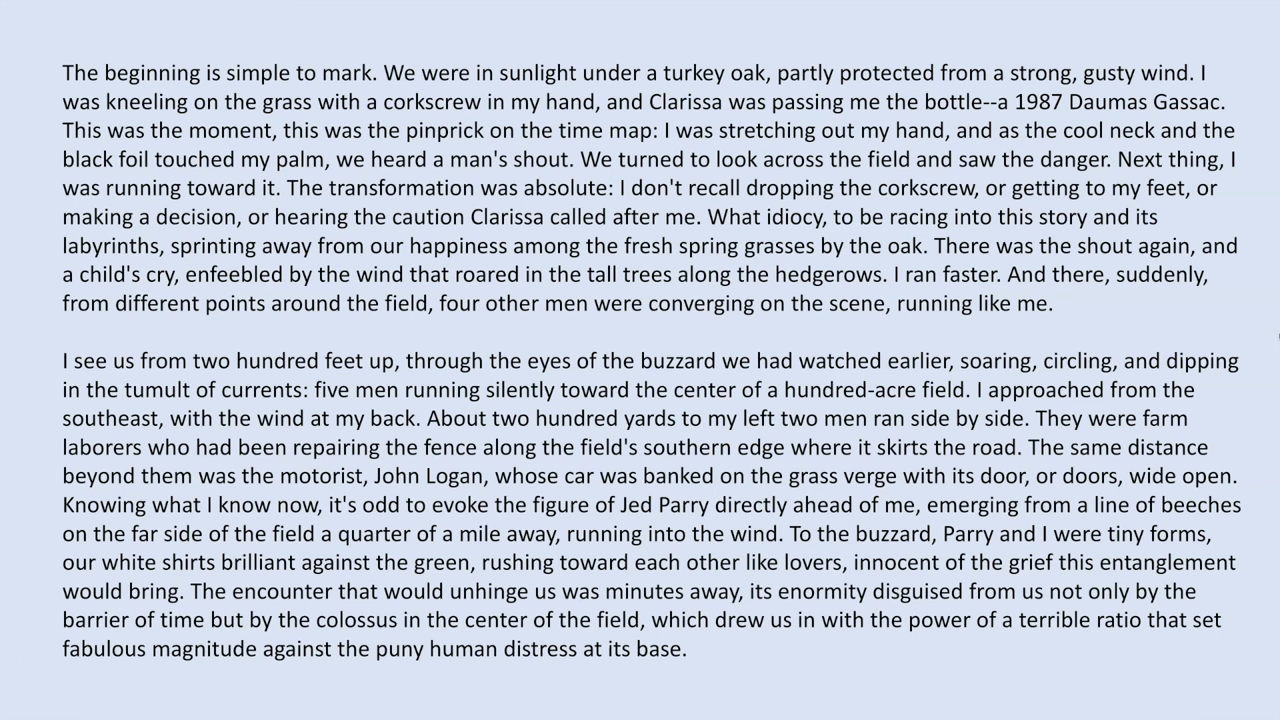 The beginning is simple to mark. We were in sunlight under a turkey oak, partly protected from a strong, gusty wind. I
was kneeling on the grass with a corkscrew in my hand, and Clarissa was passing me the bottle--a 1987 Daumas Gassac.
This was the moment, this was the pinprick on the time map: I was stretching out my hand, and as the cool neck and the
black foil touched my palm, we heard a man's shout. We turned to look across the field and saw the danger. Next thing, I
was running toward it. The transformation was absolute: I don't recall dropping the corkscrew, or getting to my feet, or
making a decision, or hearing the caution Clarissa called after me. What idiocy, to be racing into this story and its
labyrinths, sprinting away from our happiness among the fresh spring grasses by the oak. There was the shout again, and
a child's cry, enfeebled by the wind that roared in the tall trees along the hedgerows. I ran faster. And there, suddenly,
from different points around the field, four other men were converging on the scene, running like me.

I see us from two hundred feet up, through the eyes of the buzzard we had watched earlier, soaring, circling, and dipping
in the tumult of currents: five men running silently toward the center of a hundred-acre field. I approached from the
southeast, with the wind at my back. About two hundred yards to my left two men ran side by side. They were farm
laborers who had been repairing the fence along the field's southern edge where it skirts the road. The same distance
beyond them was the motorist, John Logan, whose car was banked on the grass verge with its door, or doors, wide open.
Knowing what I know now, it's odd to evoke the figure of Jed Parry directly ahead of me, emerging from a line of beeches
on the far side of the field a quarter of a mile away, running into the wind. To the buzzard, Parry and I were tiny forms,
our white shirts brilliant against the green, rushing toward each other like lovers, innocent of the grief this entanglement
would bring. The encounter that would unhinge us was minutes away, its enormity disguised from us not only by the
barrier of time but by the colossus in the center of the field, which drew us in with the power of a terrible ratio that set
fabulous magnitude against the puny human distress at its base.